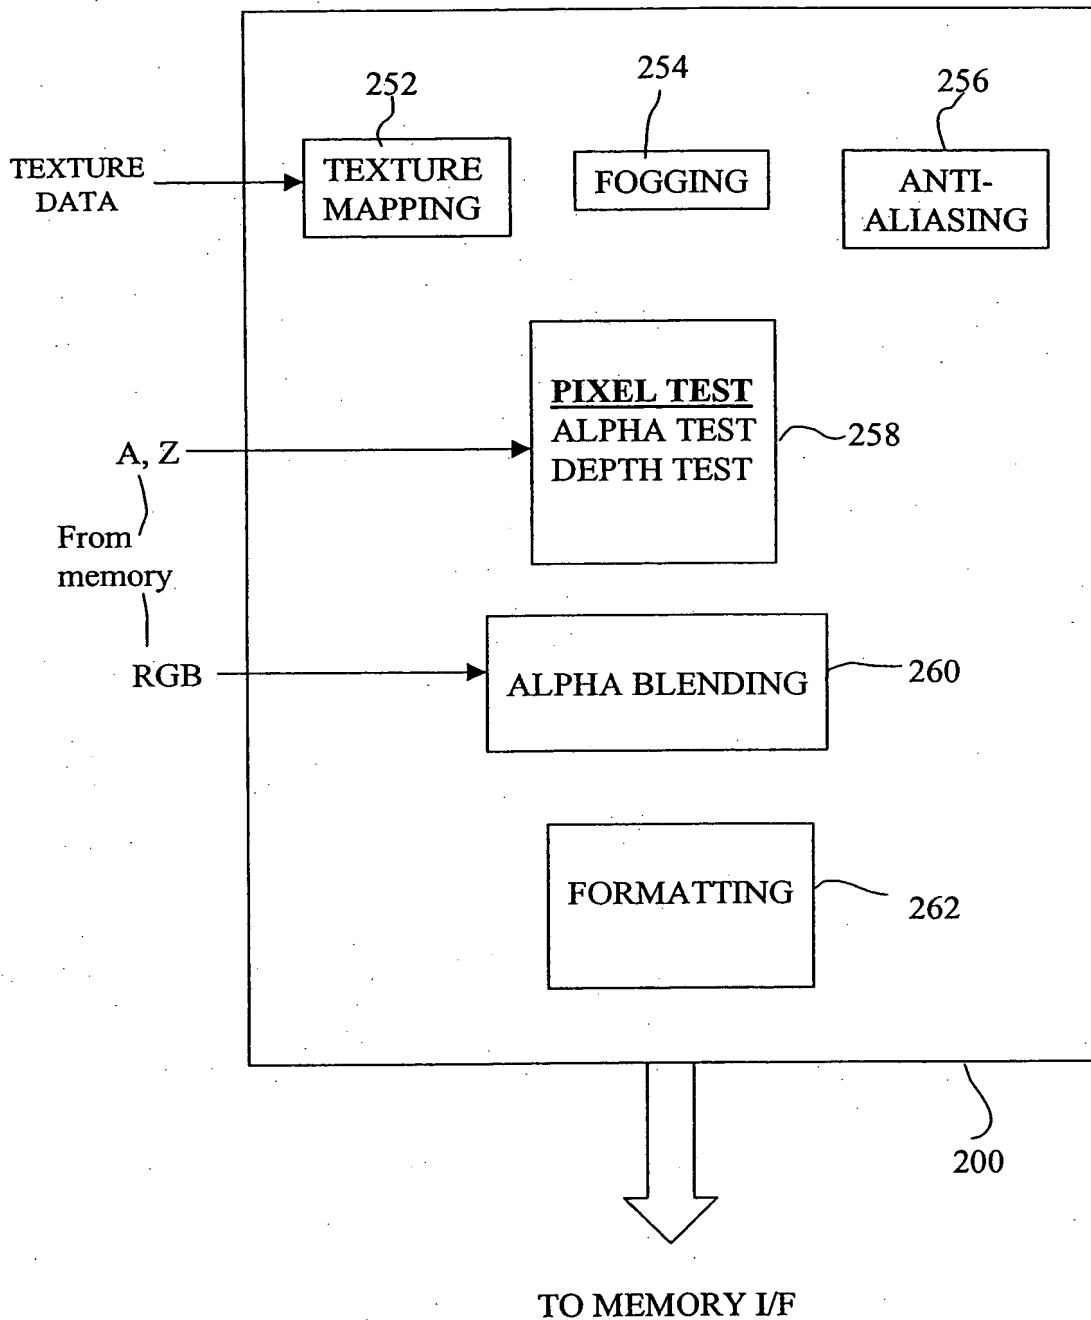 252
254
256
TEXTURE
DATA
TEXTURE
MAPPING
FOGGING
ANTI-
ALIASING
PIXEL TEST
ALPHA TEST
DEPTH TEST
258
A, Z
From
memory
RGB
ALPHA BLENDING
260
FORMATTING
262
200
TO MEMORY I/F